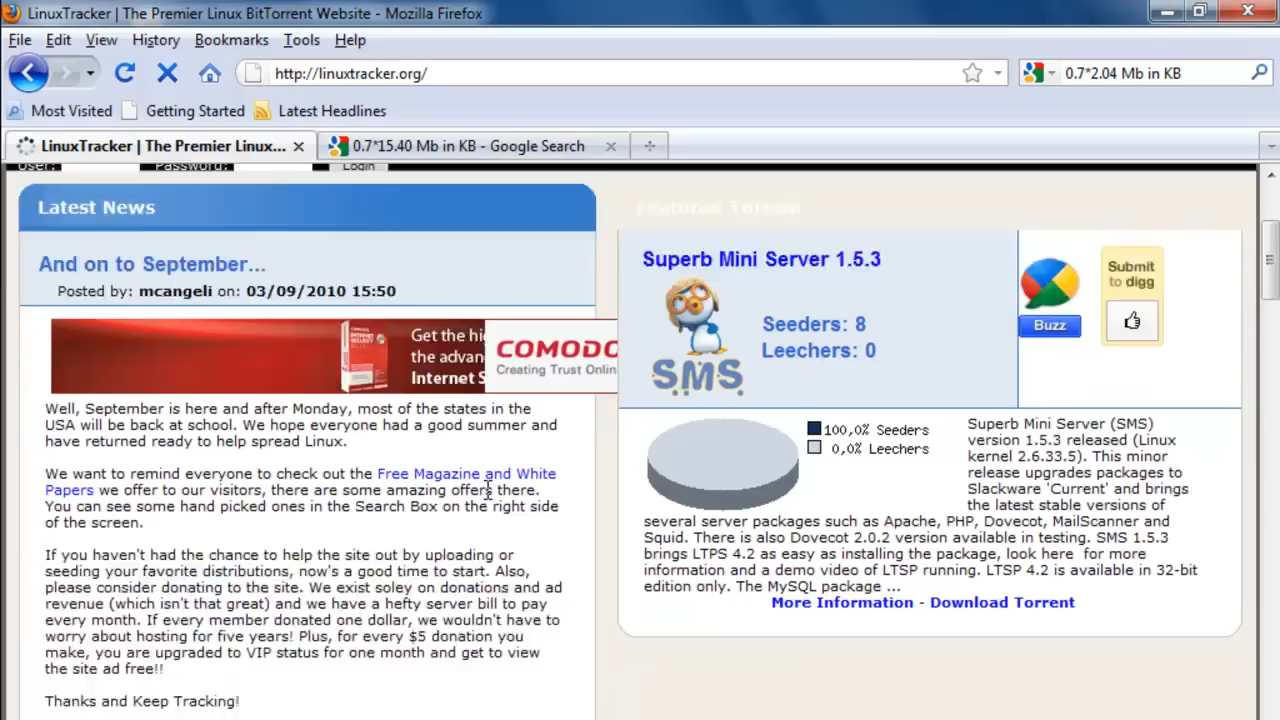 LinuxTracker | The Premier Linux BitTorrent Website - Mozilla Firefox
File Edit View History Bookmarks Tools Help
http://linuxtracker.org/
0.7*2.04 Mb in KB
Most Visited Getting Started Latest Headlines
LinuxTracker | The Premier Linux...
0.7*15.40 Mb in KB - Google Search
User: Password: Login
Latest News
And on to September...
Posted by: mcangeli on: 03/09/2010 15:50
Get the hi
the advan
Internet S
COMODO
Creating Trust Onlin
Well, September is here and after Monday, most of the states in the
USA will be back at school. We hope everyone had a good summer and
have returned ready to help spread Linux.
We want to remind everyone to check out the Free Magazine and White
Papers we offer to our visitors, there are some amazing offers there.
You can see some hand picked ones in the Search Box on the right side
of the screen.
If you haven't had the chance to help the site out by uploading or
seeding your favorite distributions, now's a good time to start. Also,
please consider donating to the site. We exist soley on donations and ad
revenue (which isn't that great) and we have a hefty server bill to pay
every month. If every member donated one dollar, we wouldn't have to
worry about hosting for five years! Plus, for every $5 donation you
make, you are upgraded to VIP status for one month and get to view
the site ad free!!
Thanks and Keep Tracking!
Featured Torrent
Superb Mini Server 1.5.3
SMS
Seeders: 8
Leechers: 0
Buzz
Submit
to digg
100,0% Seeders
0,0% Leechers
Superb Mini Server (SMS)
version 1.5.3 released (Linux
kernel 2.6.33.5). This minor
release upgrades packages to
Slackware 'Current' and brings
the latest stable versions of
several server packages such as Apache, PHP, Dovecot, MailScanner and
Squid. There is also Dovecot 2.0.2 version available in testing. SMS 1.5.3
brings LTPS 4.2 as easy as installing the package, look here for more
information and a demo video of LTSP running. LTSP 4.2 is available in 32-bit
edition only. The MySQL package ...
More Information - Download Torrent